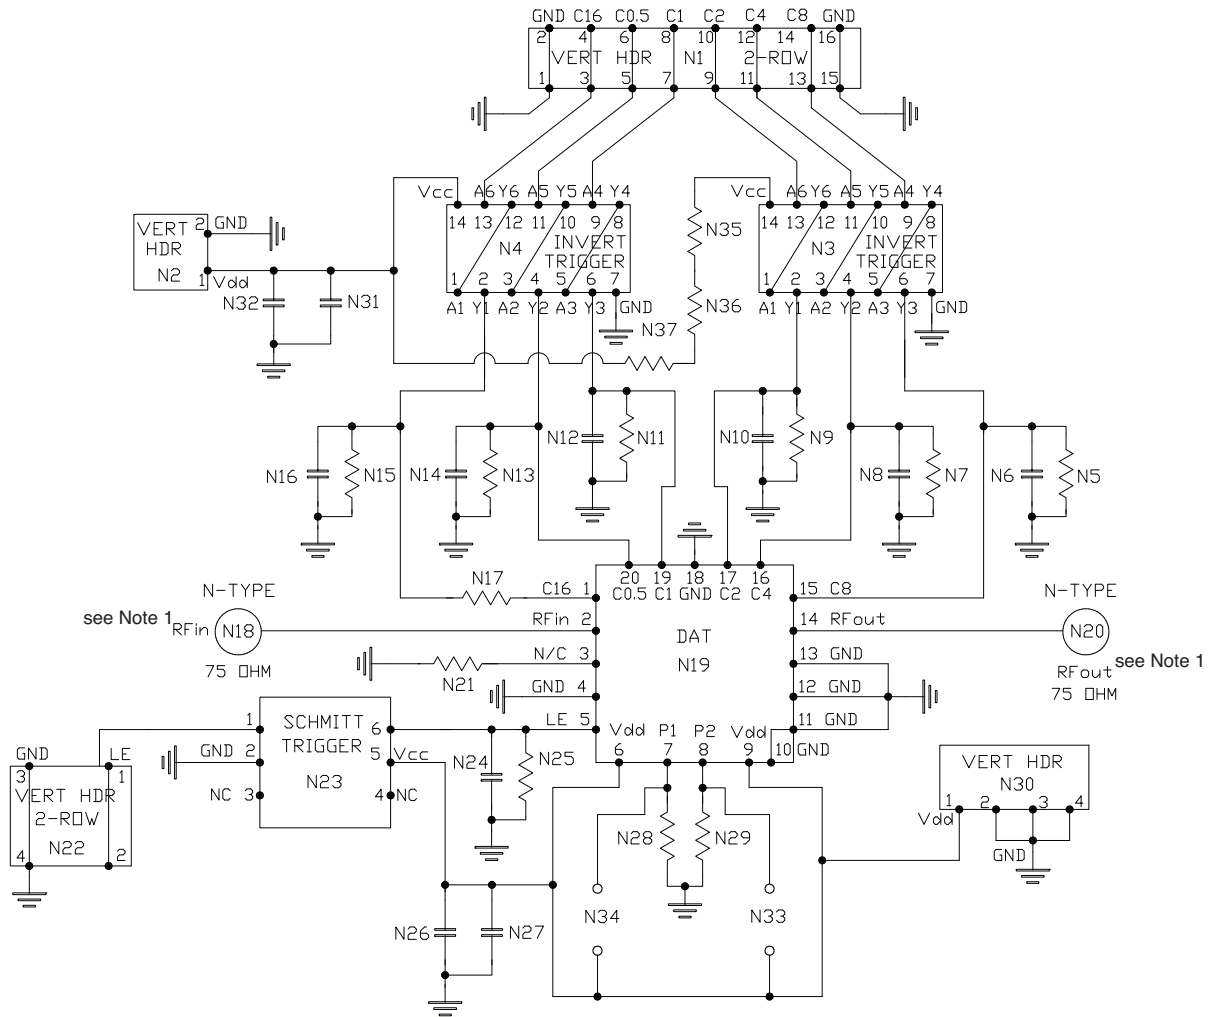 GND C16 C0.5 C1 C2 C4 C8 GND
2 4 6 8 10 12 14 16
VERT HDR N1 2-ROW
1 3 5 7 9 11 13 15
Vcc A6 Y6 A5 Y5 A4 Y4
14 13 12 11 10 9 8
N4 INVERT TRIGGER
1 2 3 4 5 6 7
A1 Y1 A2 Y2 A3 Y3 GND
Vcc A6 Y6 A5 Y5 A4 Y4
14 13 12 11 10 9 8
N3 INVERT TRIGGER
1 2 3 4 5 6 7
A1 Y1 A2 Y2 A3 Y3 GND
VERT HDR N2
2 GND
1 Vdd
N32 N31
N35
N36
N37
N16 N15 N14 N13 N12 N11 N10 N9 N8 N7 N6 N5
N17
20 19 18 17 16
C0.5 C1 GND C2 C4
C16 1
15 C8
N-TYPE
see Note 1
RFin N18
75 OHM
RFin 2
14 RFout
N-TYPE
N20
see Note 1
RFout
75 OHM
DAT
N19
N/C 3
N21
13 GND
GND 4
12 GND
LE 5
11 GND
Vdd P1 P2 Vdd
6 7 8 9 10 GND
SCHMITT
TRIGGER
N23
1 6
GND 2 5 Vcc
NC 3 4 NC
GND LE
3 1
VERT HDR
2-ROW
N22
4 2
N24 N25
N28 N29
N26 N27
N34 N33
VERT HDR
N30
1 2 3 4
Vdd
GND